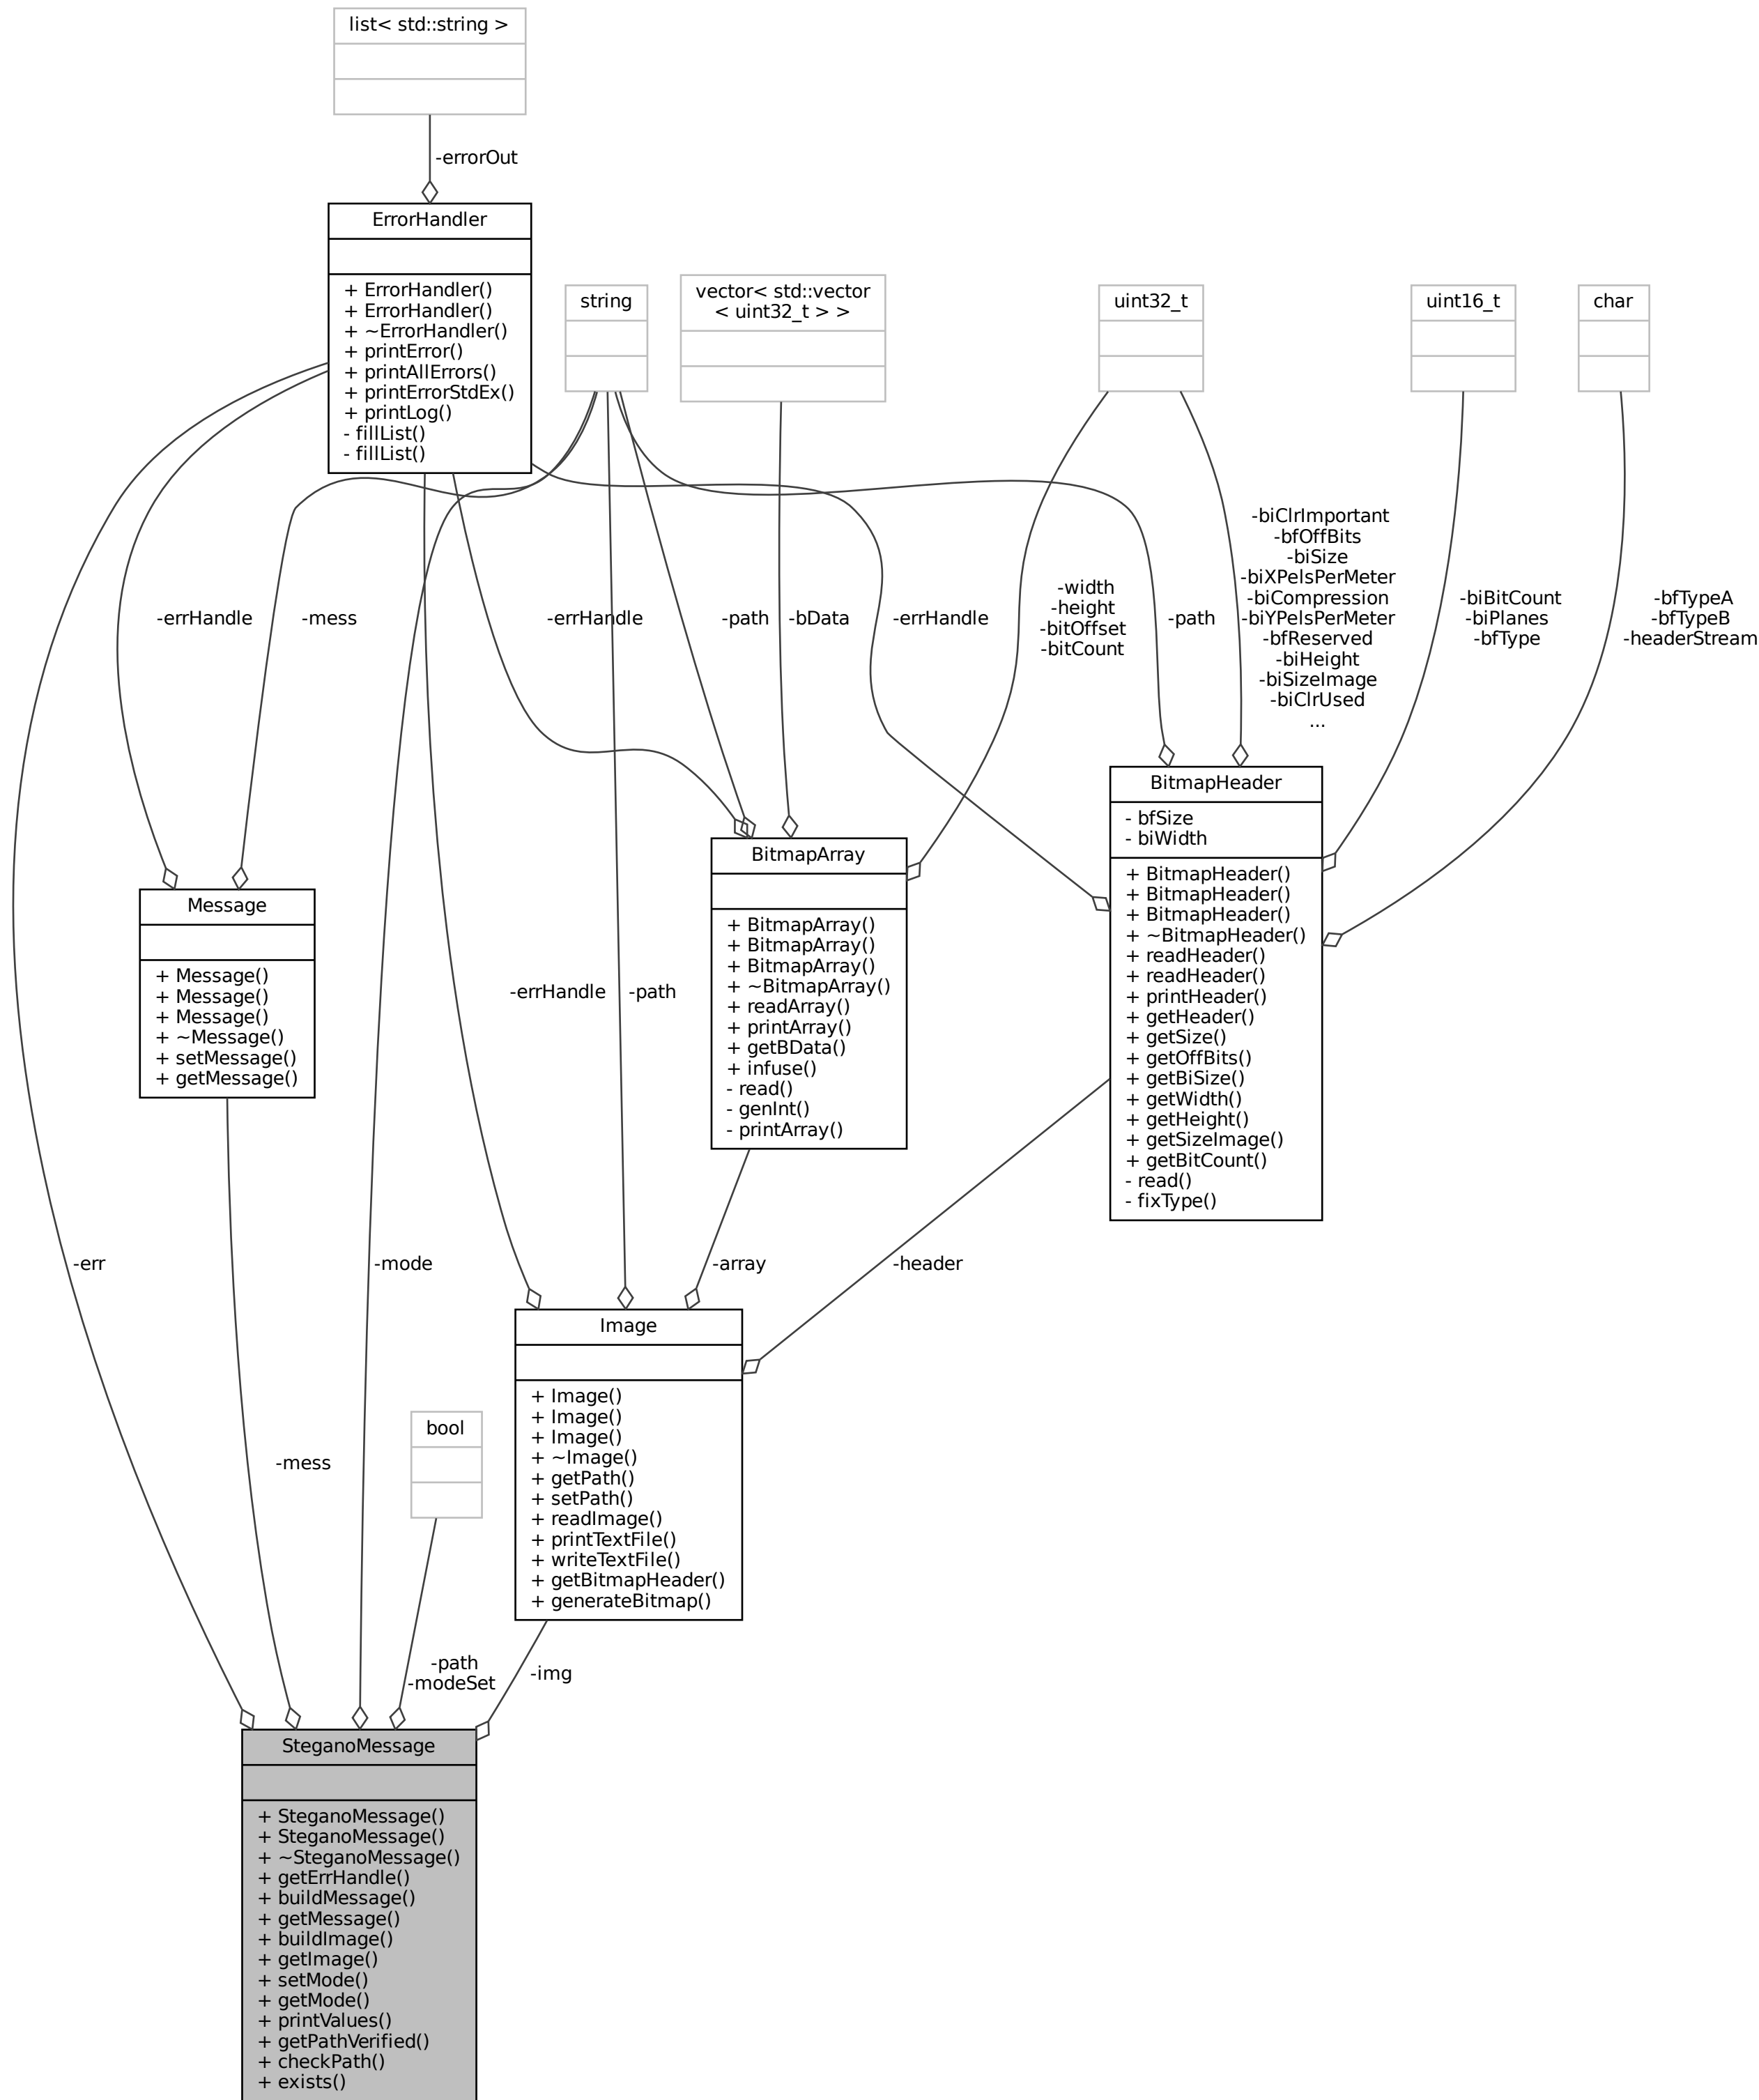 list< std::string >
-errorOut
ErrorHandler
+ ErrorHandler()
+ ErrorHandler()
+ ~ErrorHandler()
+ printError()
+ printAllErrors()
+ printErrorStdEx()
+ printLog()
- fillList()
- fillList()
string
vector< std::vector
< uint32_t > >
uint32_t
uint16_t
char
-errHandle
-mess
-errHandle
-path
-bData
-errHandle
-width
-height
-bitOffset
-bitCount
-path
-biClrImportant
-bfOffBits
-biSize
-biXPelsPerMeter
-biCompression
-biYPelsPerMeter
-bfReserved
-biHeight
-biSizeImage
-biClrUsed
...
-biBitCount
-biPlanes
-bfType
-bfTypeA
-bfTypeB
-headerStream
Message
+ Message()
+ Message()
+ Message()
+ ~Message()
+ setMessage()
+ getMessage()
-errHandle
-path
BitmapArray
+ BitmapArray()
+ BitmapArray()
+ BitmapArray()
+ ~BitmapArray()
+ readArray()
+ printArray()
+ getBData()
+ infuse()
- read()
- genInt()
- printArray()
BitmapHeader
- bfSize
- biWidth
+ BitmapHeader()
+ BitmapHeader()
+ BitmapHeader()
+ ~BitmapHeader()
+ readHeader()
+ readHeader()
+ printHeader()
+ getHeader()
+ getSize()
+ getOffBits()
+ getBiSize()
+ getWidth()
+ getHeight()
+ getSizeImage()
+ getBitCount()
- read()
- fixType()
-err
-mode
-array
-header
Image
+ Image()
+ Image()
+ Image()
+ ~Image()
+ getPath()
+ setPath()
+ readImage()
+ printTextFile()
+ writeTextFile()
+ getBitmapHeader()
+ generateBitmap()
bool
-mess
-path
-modeSet
-img
SteganoMessage
+ SteganoMessage()
+ SteganoMessage()
+ ~SteganoMessage()
+ getErrHandle()
+ buildMessage()
+ getMessage()
+ buildImage()
+ getImage()
+ setMode()
+ getMode()
+ printValues()
+ getPathVerified()
+ checkPath()
+ exists()